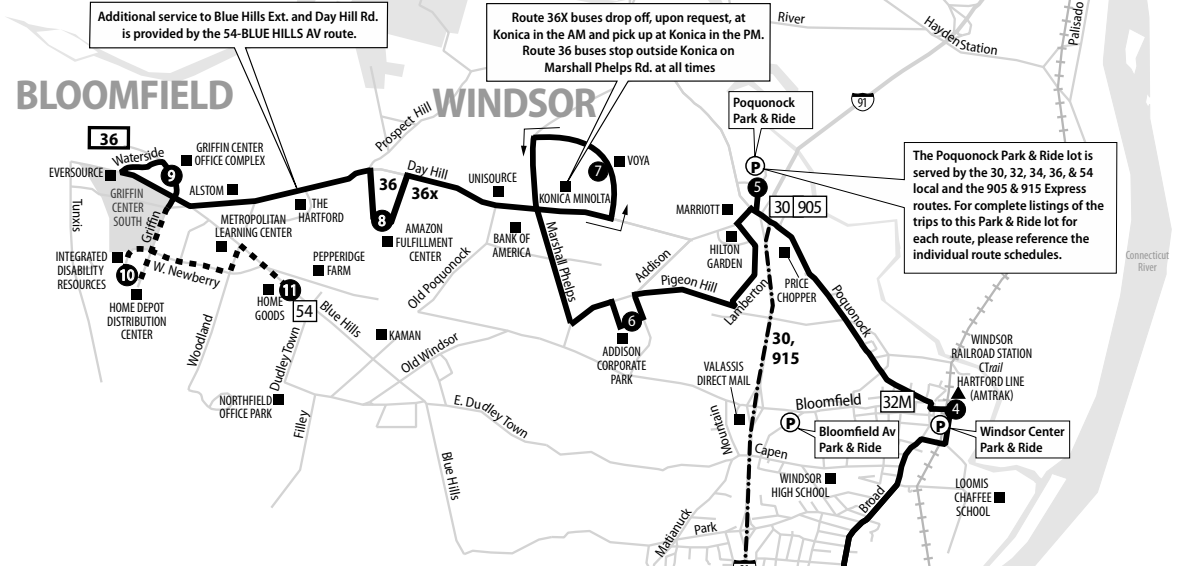 Additional service to Blue Hills Ext. and Day Hill Rd.
is provided by the 54-BLUE HILLS AV route.
Route 36X buses drop off, upon request, at
Konica in the AM and pick up at Konica in the PM.
Route 36 buses stop outside Konica on
Marshall Phelps Rd. at all times
River
Hayden Station
Palisado
BLOOMFIELD
WINDSOR
91
Poquonock
Park & Ride
P
5
30
905
The Poquonock Park & Ride lot is
served by the 30, 32, 34, 36, & 54
local and the 905 & 915 Express
routes. For complete listings of the
trips to this Park & Ride lot for
each route, please reference the
individual route schedules.
Connecticut
River
36
Waterside
EVERSOURCE
9
GRIFFIN CENTER
OFFICE COMPLEX
GRIFFIN
CENTER
SOUTH
ALSTOM
Tunxis
Griffin
METROPOLITAN
LEARNING CENTER
THE
HARTFORD
Prospect Hill
Day Hill
36
36x
8
AMAZON
FULFILLMENT
CENTER
UNISOURCE
BANK OF
AMERICA
KONICA MINOLTA
7
VOYA
MARRIOTT
HILTON
GARDEN
PRICE
CHOPPER
INTEGRATED
DISABILITY
RESOURCES
10
W. Newberry
HOME DEPOT
DISTRIBUTION
CENTER
PEPPERIDGE
FARM
HOME
GOODS
11
54
Blue Hills
KAMAN
Old Poquonock
Old Windsor
Marshall Phelps
Addison
Pigeon Hill
Lamberton
6
ADDISON
CORPORATE
PARK
Poquonock
30,
915
Woodland
Dudley Town
NORTHFIELD
OFFICE PARK
Filley
E. Dudley Town
Blue Hills
VALASSIS
DIRECT MAIL
Mountain
Bloomfield
32M
WINDSOR
RAILROAD STATION
CTrail
HARTFORD LINE
(AMTRAK)
4
P
Bloomfield Av
Park & Ride
P
Windsor Center
Park & Ride
Capen
WINDSOR
HIGH SCHOOL
LOOMIS
CHAFFEE
SCHOOL
Broad
Matianuck
Park